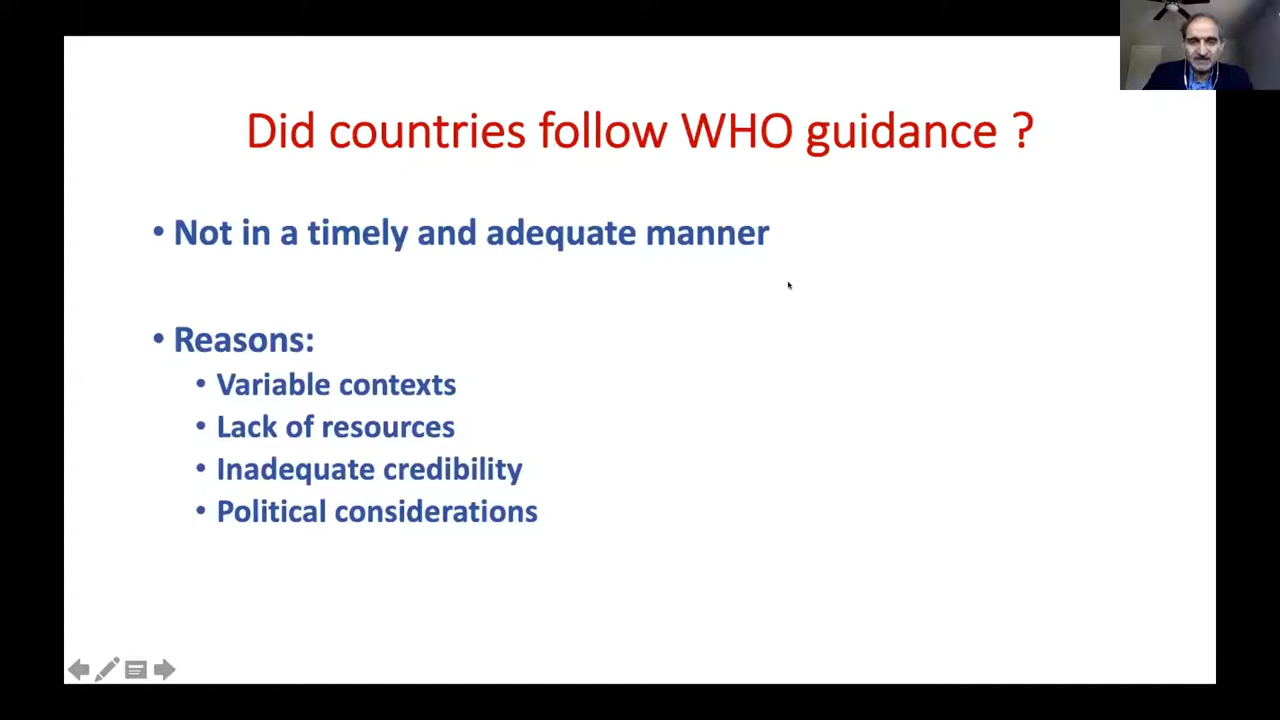 Did countries follow WHO guidance ?
• Not in a timely and adequate manner
• Reasons:
• Variable contexts
• Lack of resources
• Inadequate credibility
• Political considerations